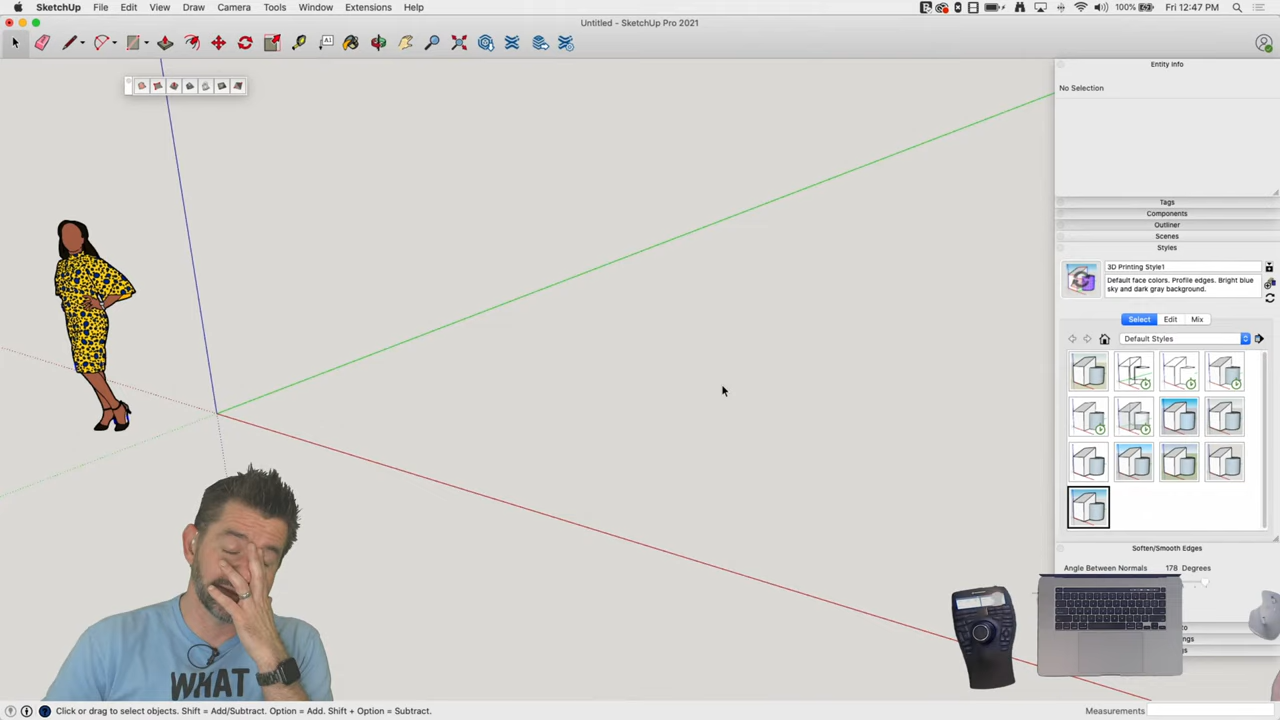 SketchUp File Edit View Draw Camera Tools Window Extensions Help
100% Fri 12:47 PM
Untitled - SketchUp Pro 2021
A1
Entity Info
No Selection
Tags
Components
Outliner
Scenes
Styles
3D Printing Style1
Default face colors. Profile edges. Bright blue
sky and dark gray background.
Select Edit Mix
Default Styles
Soften/Smooth Edges
Angle Between Normals 178 Degrees
WHAT
Click or drag to select objects. Shift = Add/Subtract. Option = Add. Shift + Option = Subtract.
Measurements